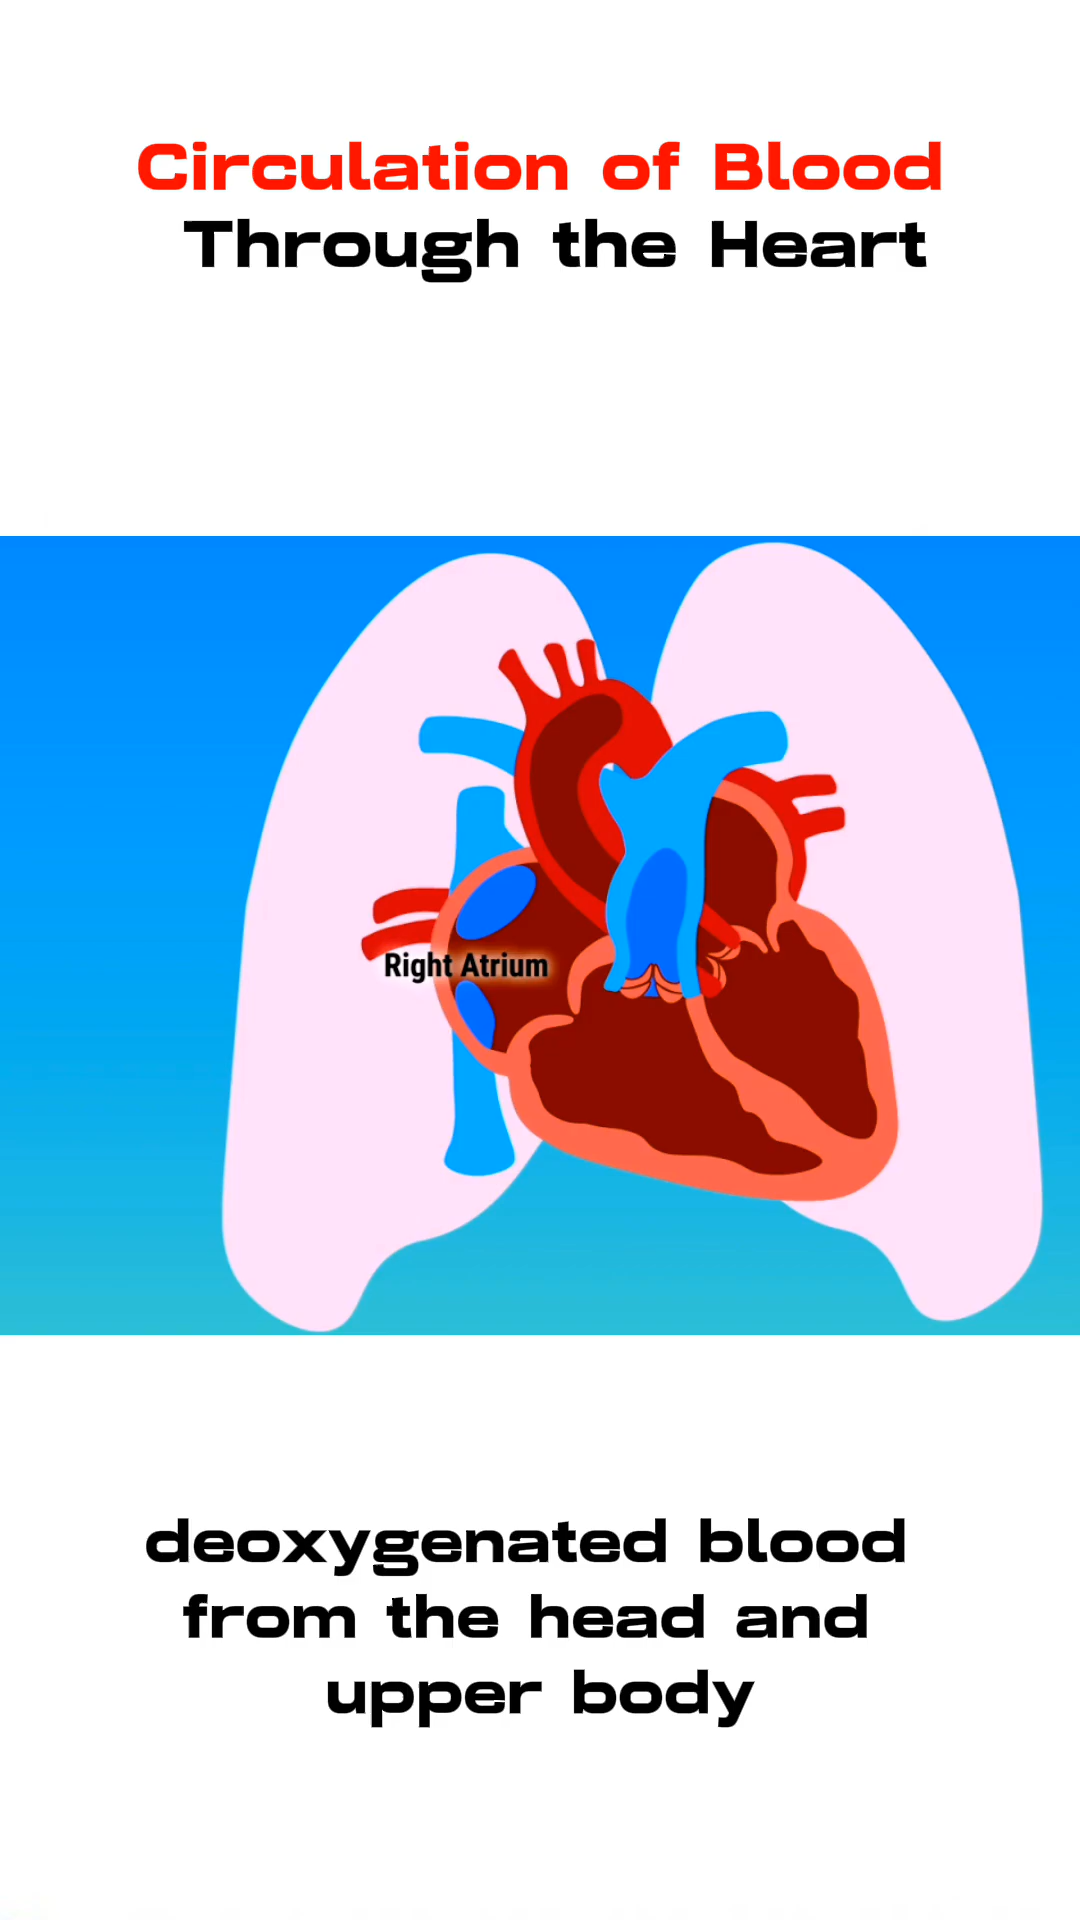 Circulation of Blood
Through the Heart
Right Atrium
deoxygenated blood
from the head and
upper body